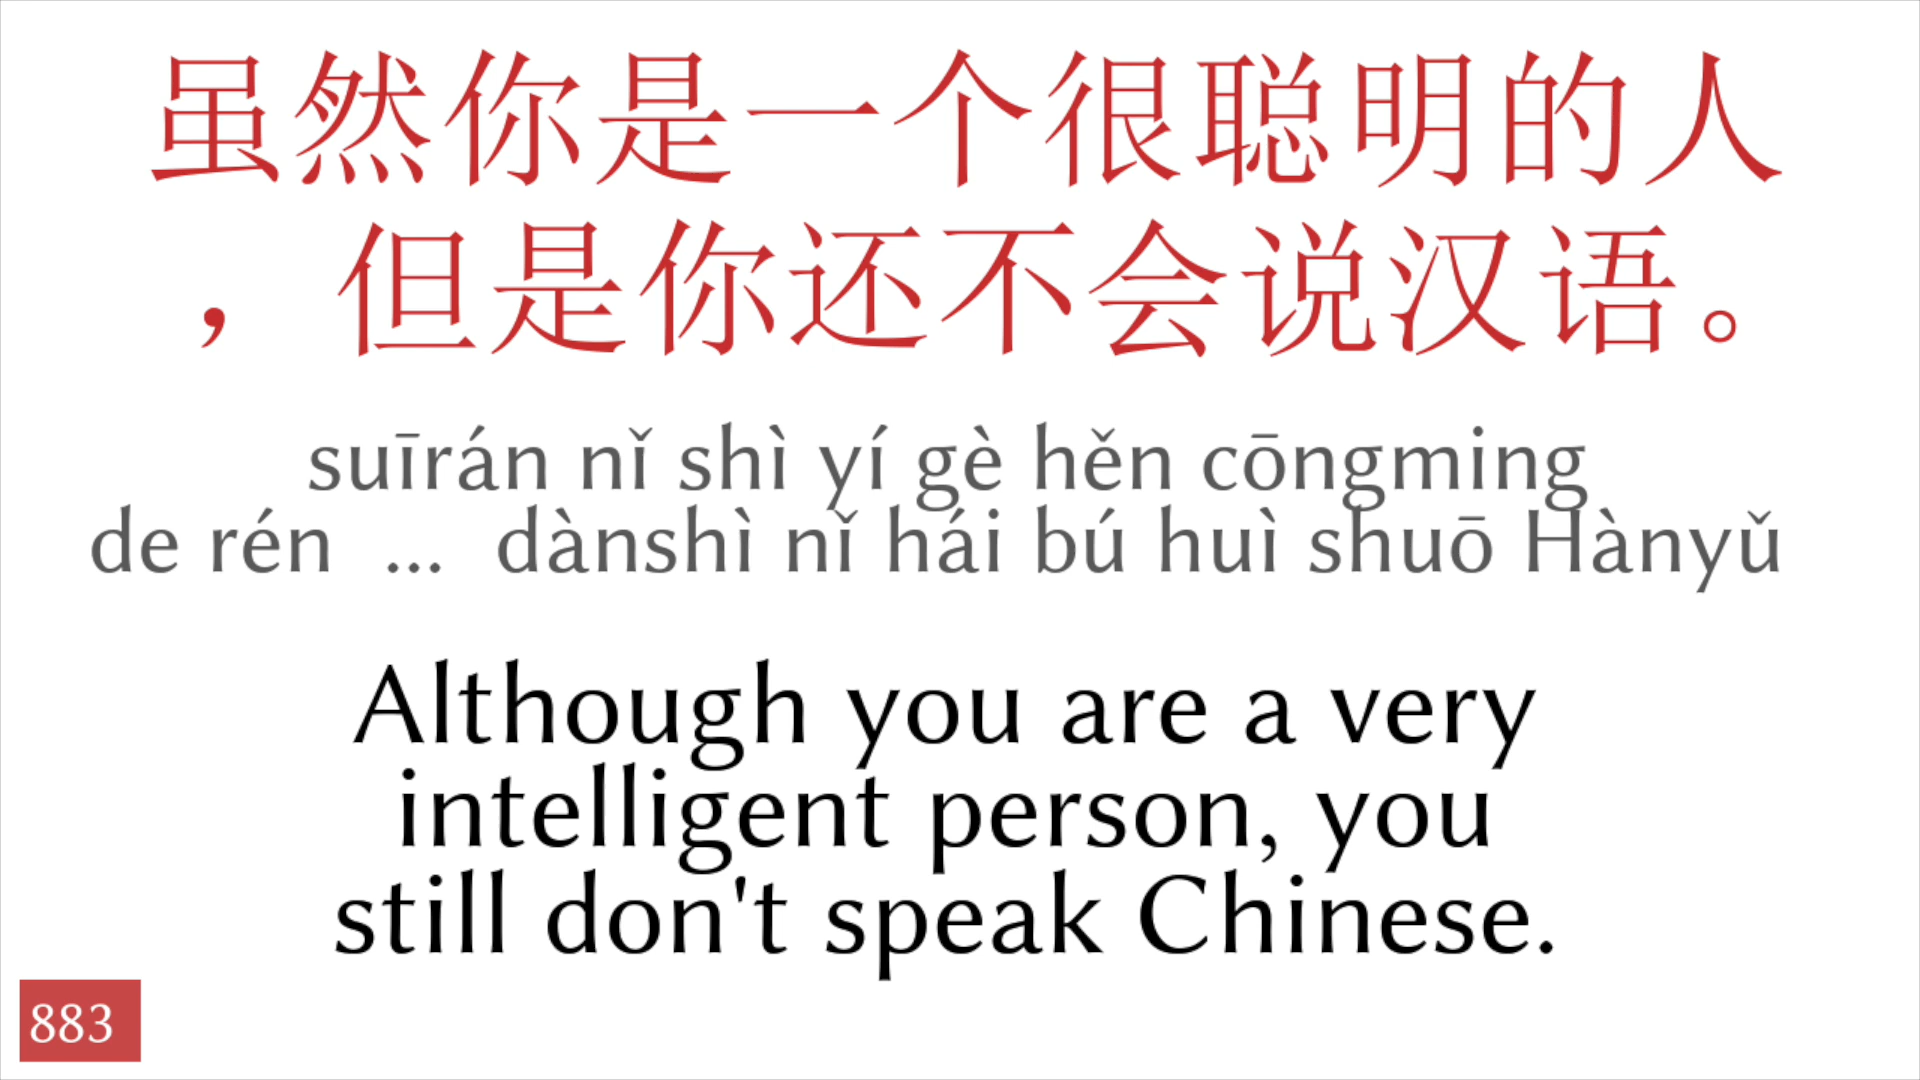 虽然你是一个很聪明的人
，但是你还不会说汉语。
suīrán nǐ shì yí gè hěn cōngming
de rén ... dànshì nǐ hái bú huì shuō Hànyǔ
Although you are a very
intelligent person, you
still don't speak Chinese.
883